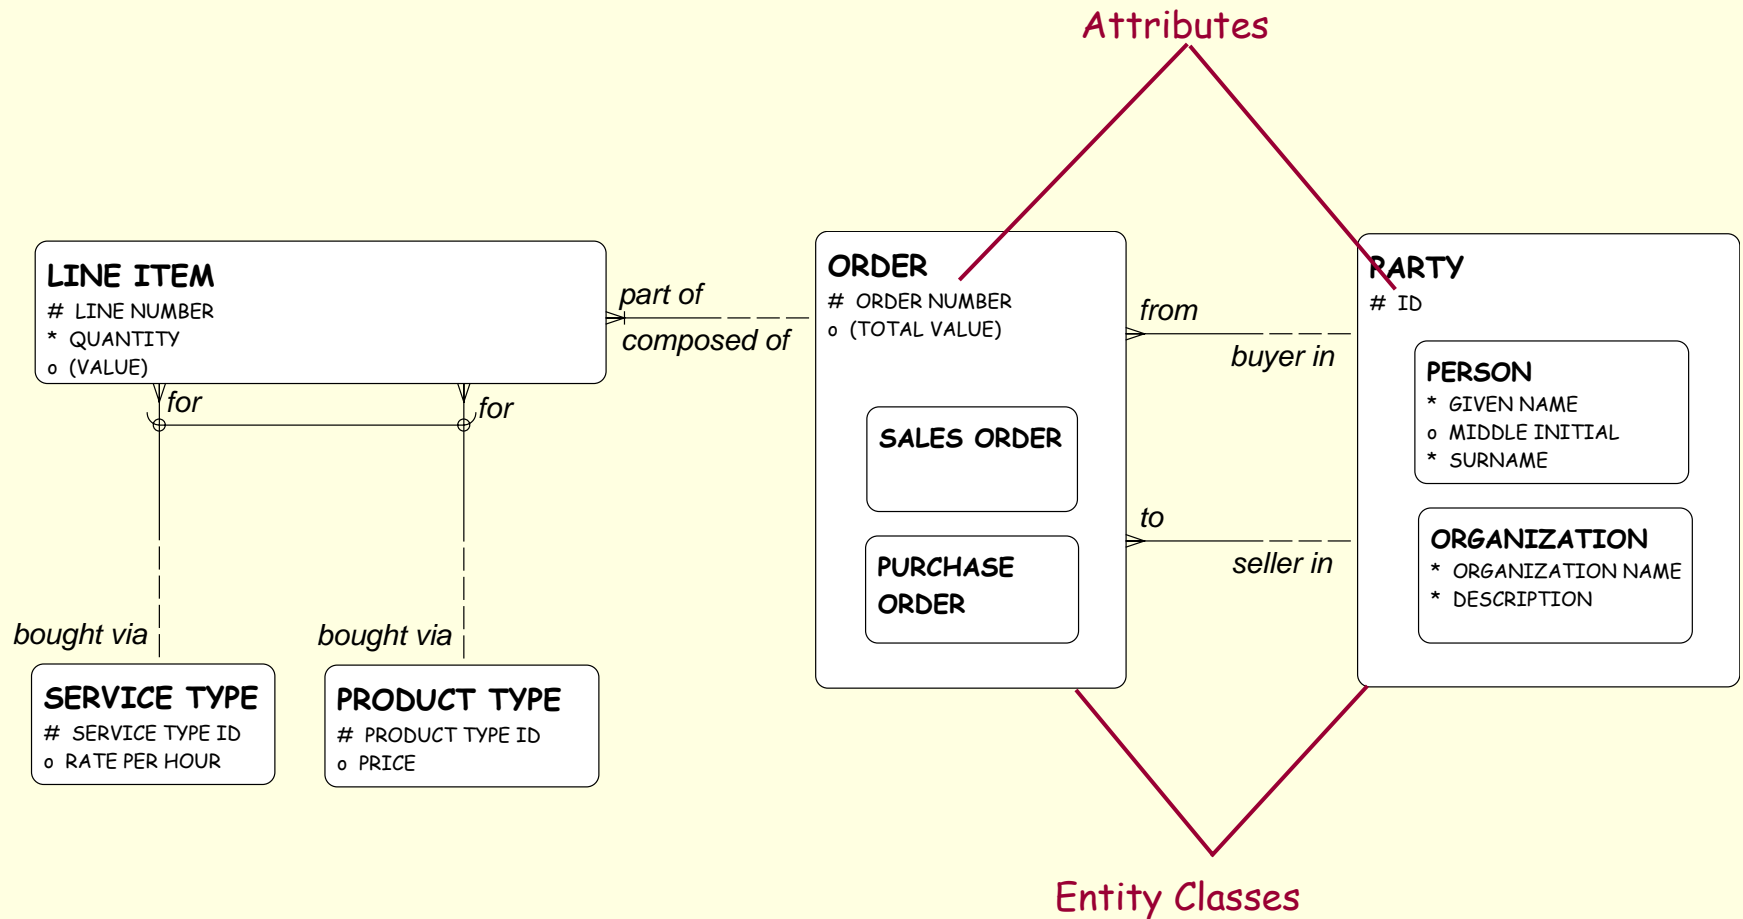 Attributes
LINE ITEM
# LINE NUMBER
* QUANTITY
o (VALUE)
part of
composed of
for
for
bought via
bought via
SERVICE TYPE
# SERVICE TYPE ID
o RATE PER HOUR
PRODUCT TYPE
# PRODUCT TYPE ID
o PRICE
ORDER
# ORDER NUMBER
o (TOTAL VALUE)
SALES ORDER
PURCHASE
ORDER
from
buyer in
to
seller in
PARTY
# ID
PERSON
* GIVEN NAME
o MIDDLE INITIAL
* SURNAME
ORGANIZATION
* ORGANIZATION NAME
* DESCRIPTION
Entity Classes